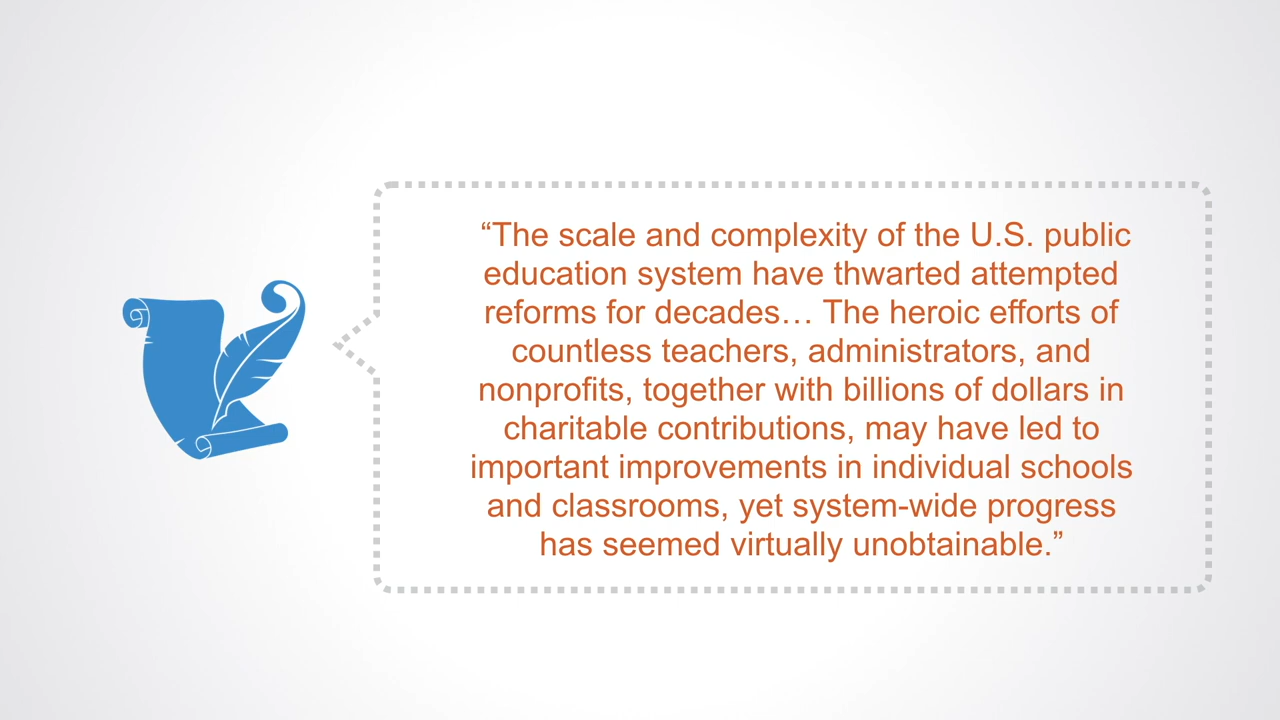 “The scale and complexity of the U.S. public
education system have thwarted attempted
reforms for decades… The heroic efforts of
countless teachers, administrators, and
nonprofits, together with billions of dollars in
charitable contributions, may have led to
important improvements in individual schools
and classrooms, yet system-wide progress
has seemed virtually unobtainable.”